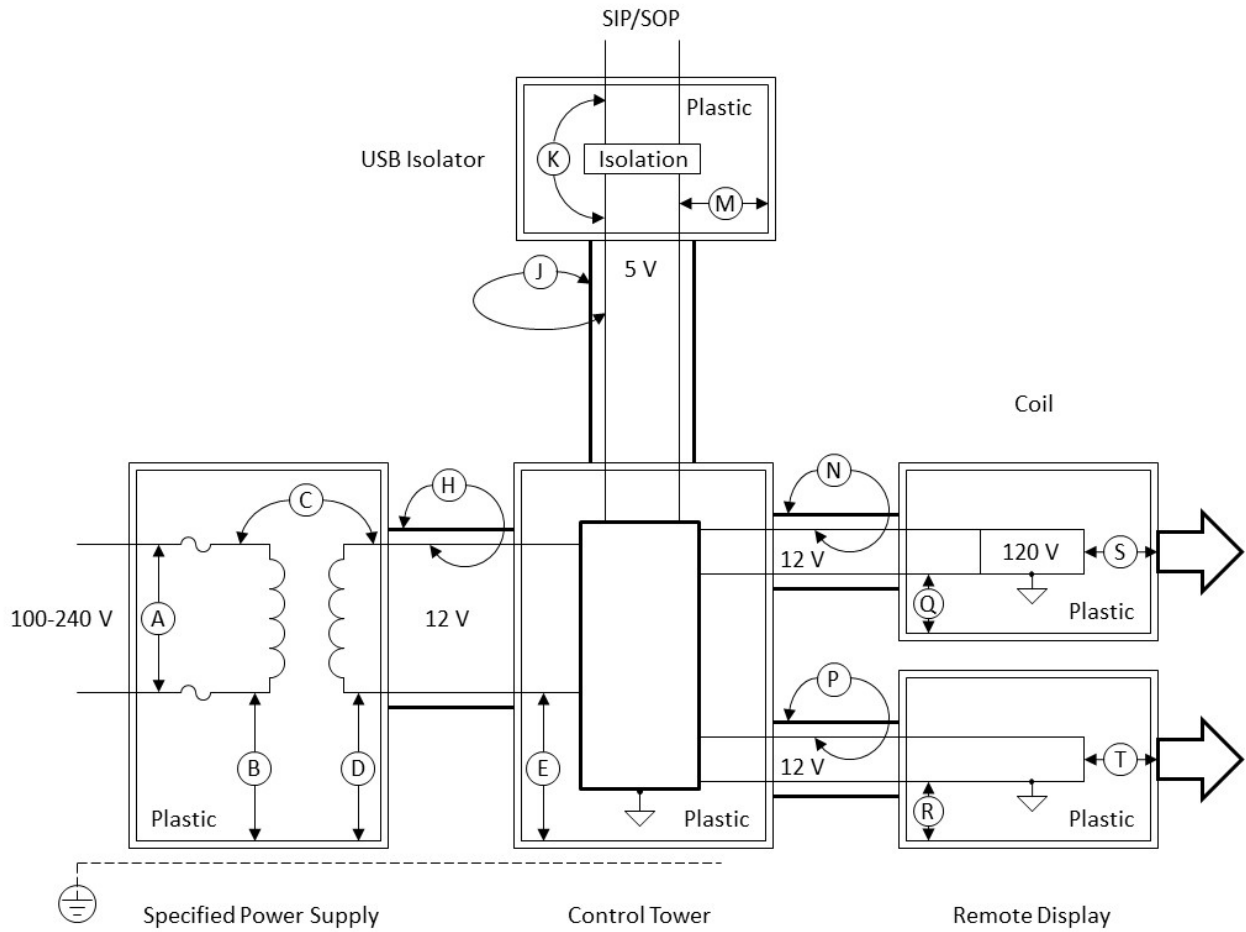 SIP/SOP
Plastic
USB Isolator
K
Isolation
M
J
5 V
Coil
C
H
N
100-240 V
A
12 V
12 V
120 V
S
Q
Plastic
P
B
D
E
12 V
T
R
Plastic
Plastic
Plastic
Specified Power Supply
Control Tower
Remote Display